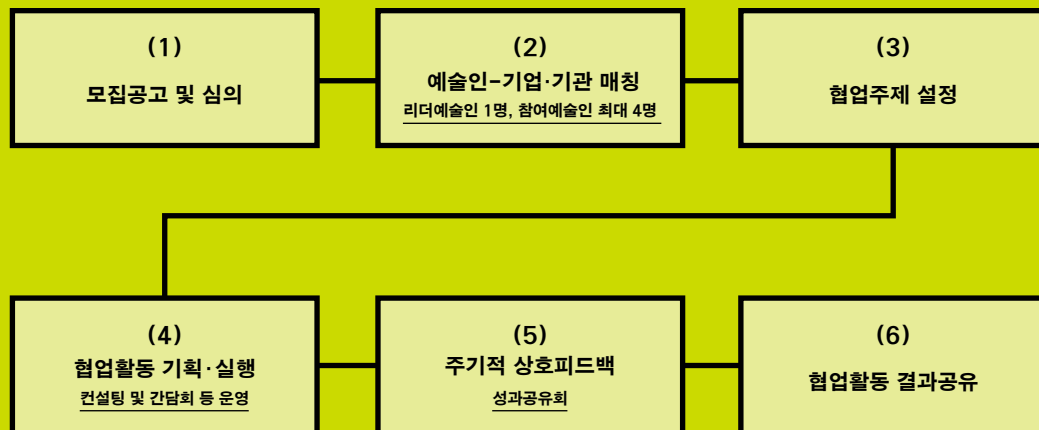 (1)
모집공고 및 심의
(2)
예술인-기업·기관 매칭
리더예술인 1명, 참여예술인 최대 4명
(3)
협업주제 설정
(4)
협업활동 기획·실행
컨설팅 및 간담회 등 운영
(5)
주기적 상호피드백
성과공유회
(6)
협업활동 결과공유